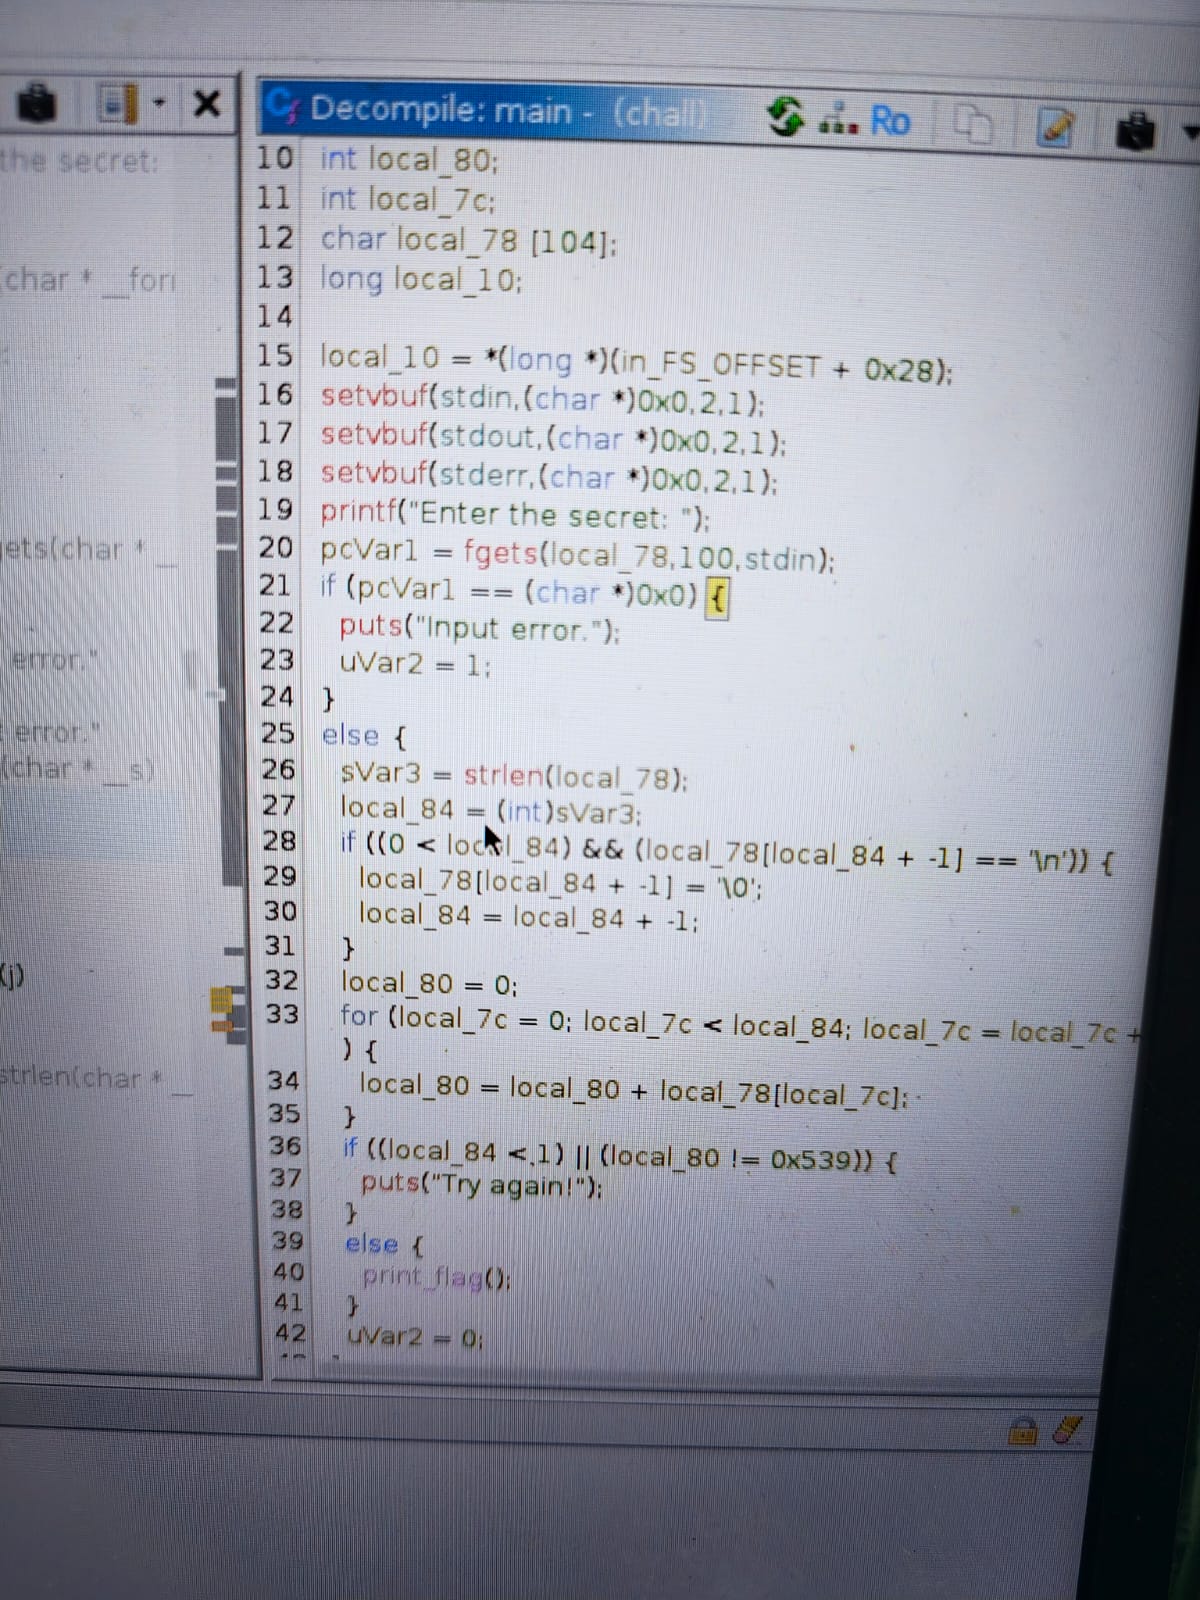 the secret:
(char * __for
ets(char * __
error."
error."
(char * __s)
(j)
strlen(char * __
Decompile: main - (chall)
Ro
10 int local_80;
11 int local_7c;
12 char local_78 [104];
13 long local_10;
14
15 local_10 = *(long *)(in_FS_OFFSET + 0x28);
16 setvbuf(stdin,(char *)0x0,2,1);
17 setvbuf(stdout,(char *)0x0,2,1);
18 setvbuf(stderr,(char *)0x0,2,1);
19 printf("Enter the secret: ");
20 pcVar1 = fgets(local_78,100,stdin);
21 if (pcVar1 == (char *)0x0) {
22 puts("Input error.");
23 uVar2 = 1;
24 }
25 else {
26 sVar3 = strlen(local_78);
27 local_84 = (int)sVar3;
28 if ((0 < local_84) && (local_78[local_84 + -1] == '\n')) {
29 local_78[local_84 + -1] = '\0';
30 local_84 = local_84 + -1;
31 }
32 local_80 = 0;
33 for (local_7c = 0; local_7c < local_84; local_7c = local_7c +
) {
34 local_80 = local_80 + local_78[local_7c];
35 }
36 if ((local_84 < 1) || (local_80 != 0x539)) {
37 puts("Try again!");
38 }
39 else {
40 print_flag();
41 }
42 uVar2 = 0;